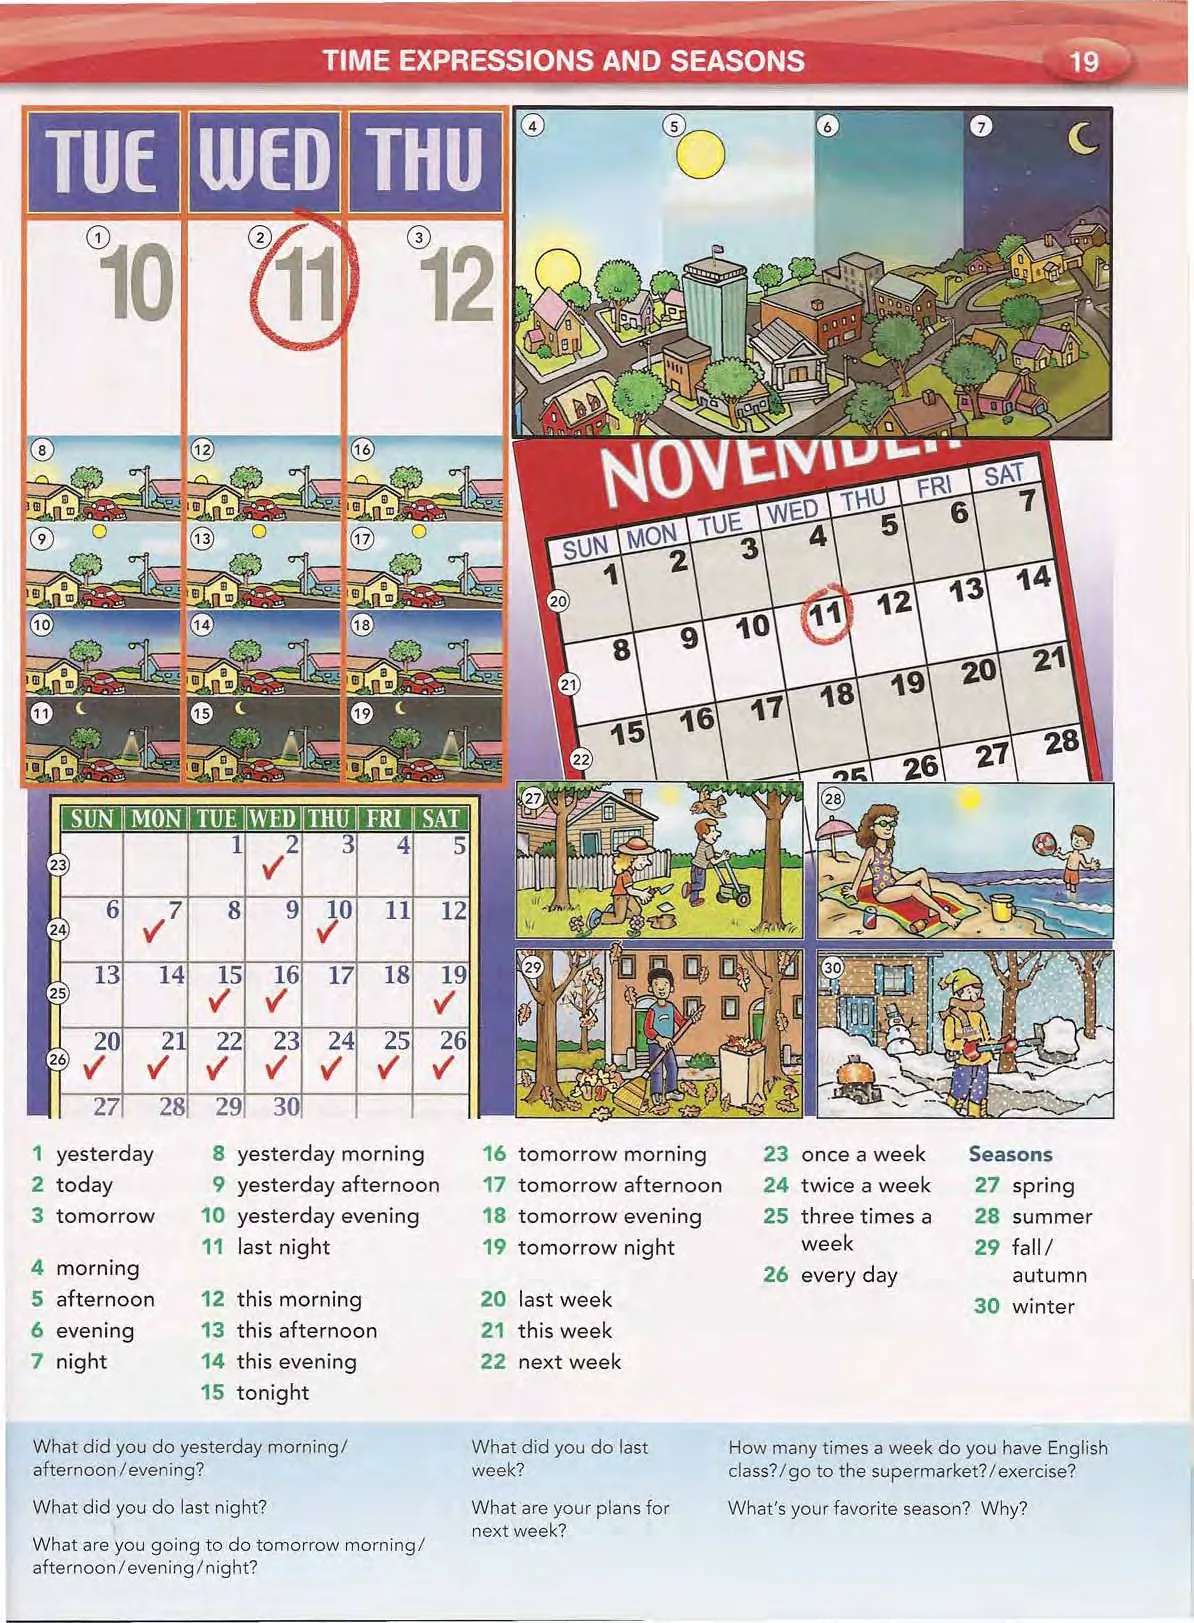 TIME EXPRESSIONS AND SEASONS
19
TUE WED THU
1 10 2 11 3 12
4 5 6 7
8 12 16
9 13 17
10 14 18
11 15 19
NOVEMBER
SUN MON TUE WED THU FRI SAT
1 2 3 4 5 6 7
20
8 9 10 11 12 13 14
21
15 16 17 18 19 20 21
22
25 26 27 28
SUN MON TUE WED THU FRI SAT
1 2 3 4 5
23
6 7 8 9 10 11 12
24
13 14 15 16 17 18 19
25
20 21 22 23 24 25 26
26
27 28 29 30
27 28
29 30
1 yesterday
2 today
3 tomorrow
4 morning
5 afternoon
6 evening
7 night
8 yesterday morning
9 yesterday afternoon
10 yesterday evening
11 last night
12 this morning
13 this afternoon
14 this evening
15 tonight
16 tomorrow morning
17 tomorrow afternoon
18 tomorrow evening
19 tomorrow night
20 last week
21 this week
22 next week
23 once a week
24 twice a week
25 three times a
week
26 every day
Seasons
27 spring
28 summer
29 fall/
autumn
30 winter
What did you do yesterday morning/
afternoon/evening?
What did you do last night?
What are you going to do tomorrow morning/
afternoon/evening/night?
What did you do last
week?
What are your plans for
next week?
How many times a week do you have English
class?/go to the supermarket?/exercise?
What's your favorite season? Why?